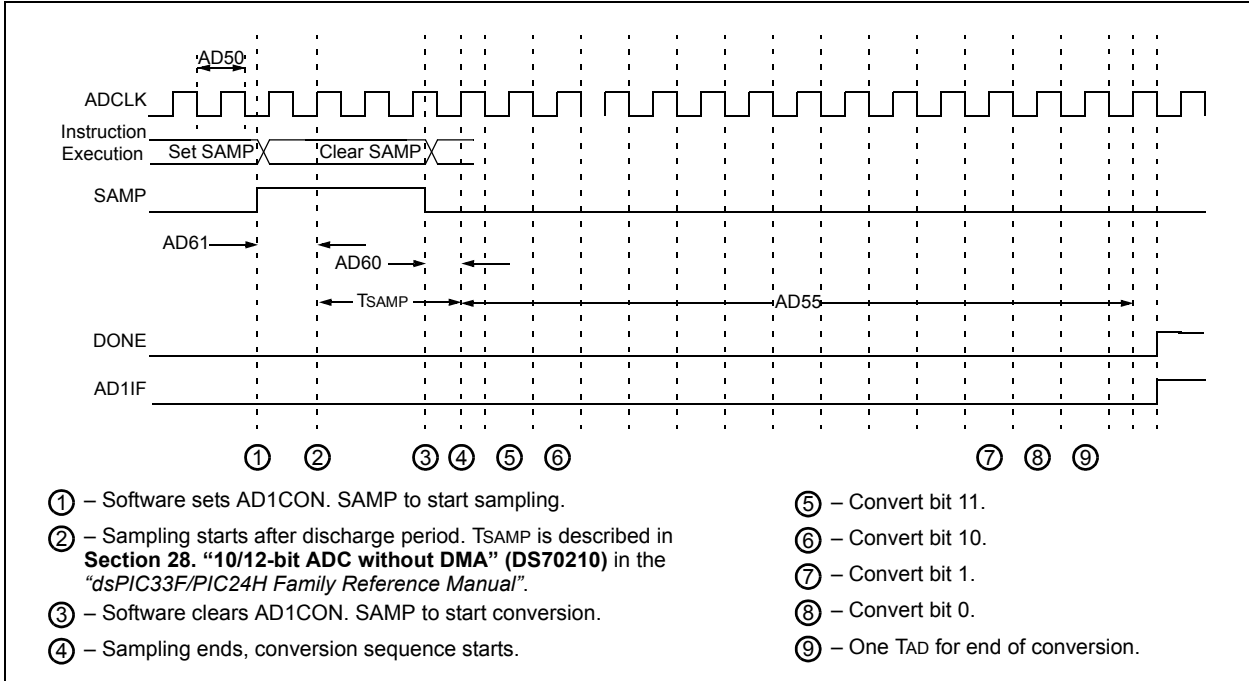 AD50
ADCLK
Instruction
Execution
Set SAMP
Clear SAMP
SAMP
AD61
AD60
TSAMP
AD55
DONE
AD1IF
1 2 3 4 5 6 7 8 9
1 – Software sets AD1CON. SAMP to start sampling.
2 – Sampling starts after discharge period. TSAMP is described in
Section 28. “10/12-bit ADC without DMA” (DS70210) in the
“dsPIC33F/PIC24H Family Reference Manual”.
3 – Software clears AD1CON. SAMP to start conversion.
4 – Sampling ends, conversion sequence starts.
5 – Convert bit 11.
6 – Convert bit 10.
7 – Convert bit 1.
8 – Convert bit 0.
9 – One TAD for end of conversion.